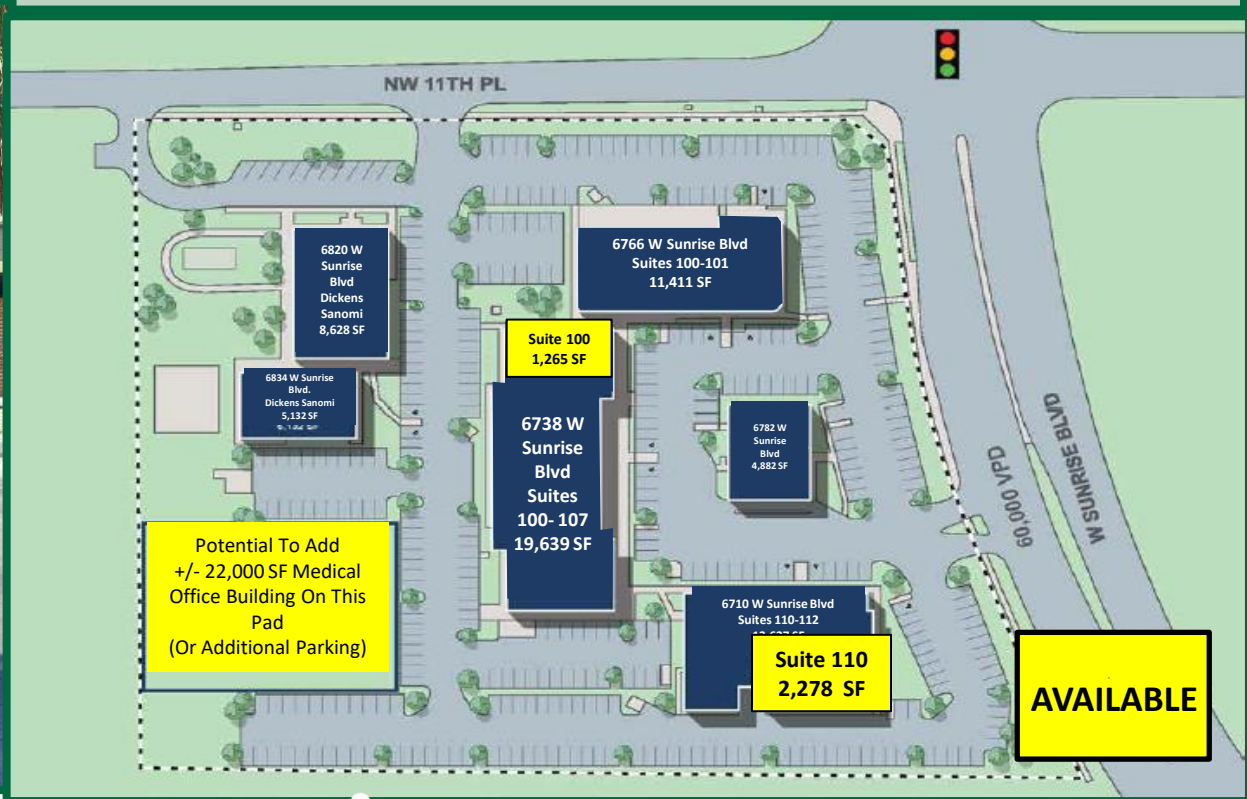 NW 11TH PL
6820 W
Sunrise
Blvd
Dickens
Sanomi
8,628 SF
6766 W Sunrise Blvd
Suites 100-101
11,411 SF
Suite 100
1,265 SF
6834 W Sunrise
Blvd.
Dickens Sanomi
5,132 SF
6738 W
Sunrise
Blvd
Suites
100- 107
19,639 SF
6782 W
Sunrise
Blvd
4,882 SF
60,000 VPD
W SUNRISE BLVD
Potential To Add
+/- 22,000 SF Medical
Office Building On This
Pad
(Or Additional Parking)
6710 W Sunrise Blvd
Suites 110-112
Suite 110
2,278 SF
AVAILABLE